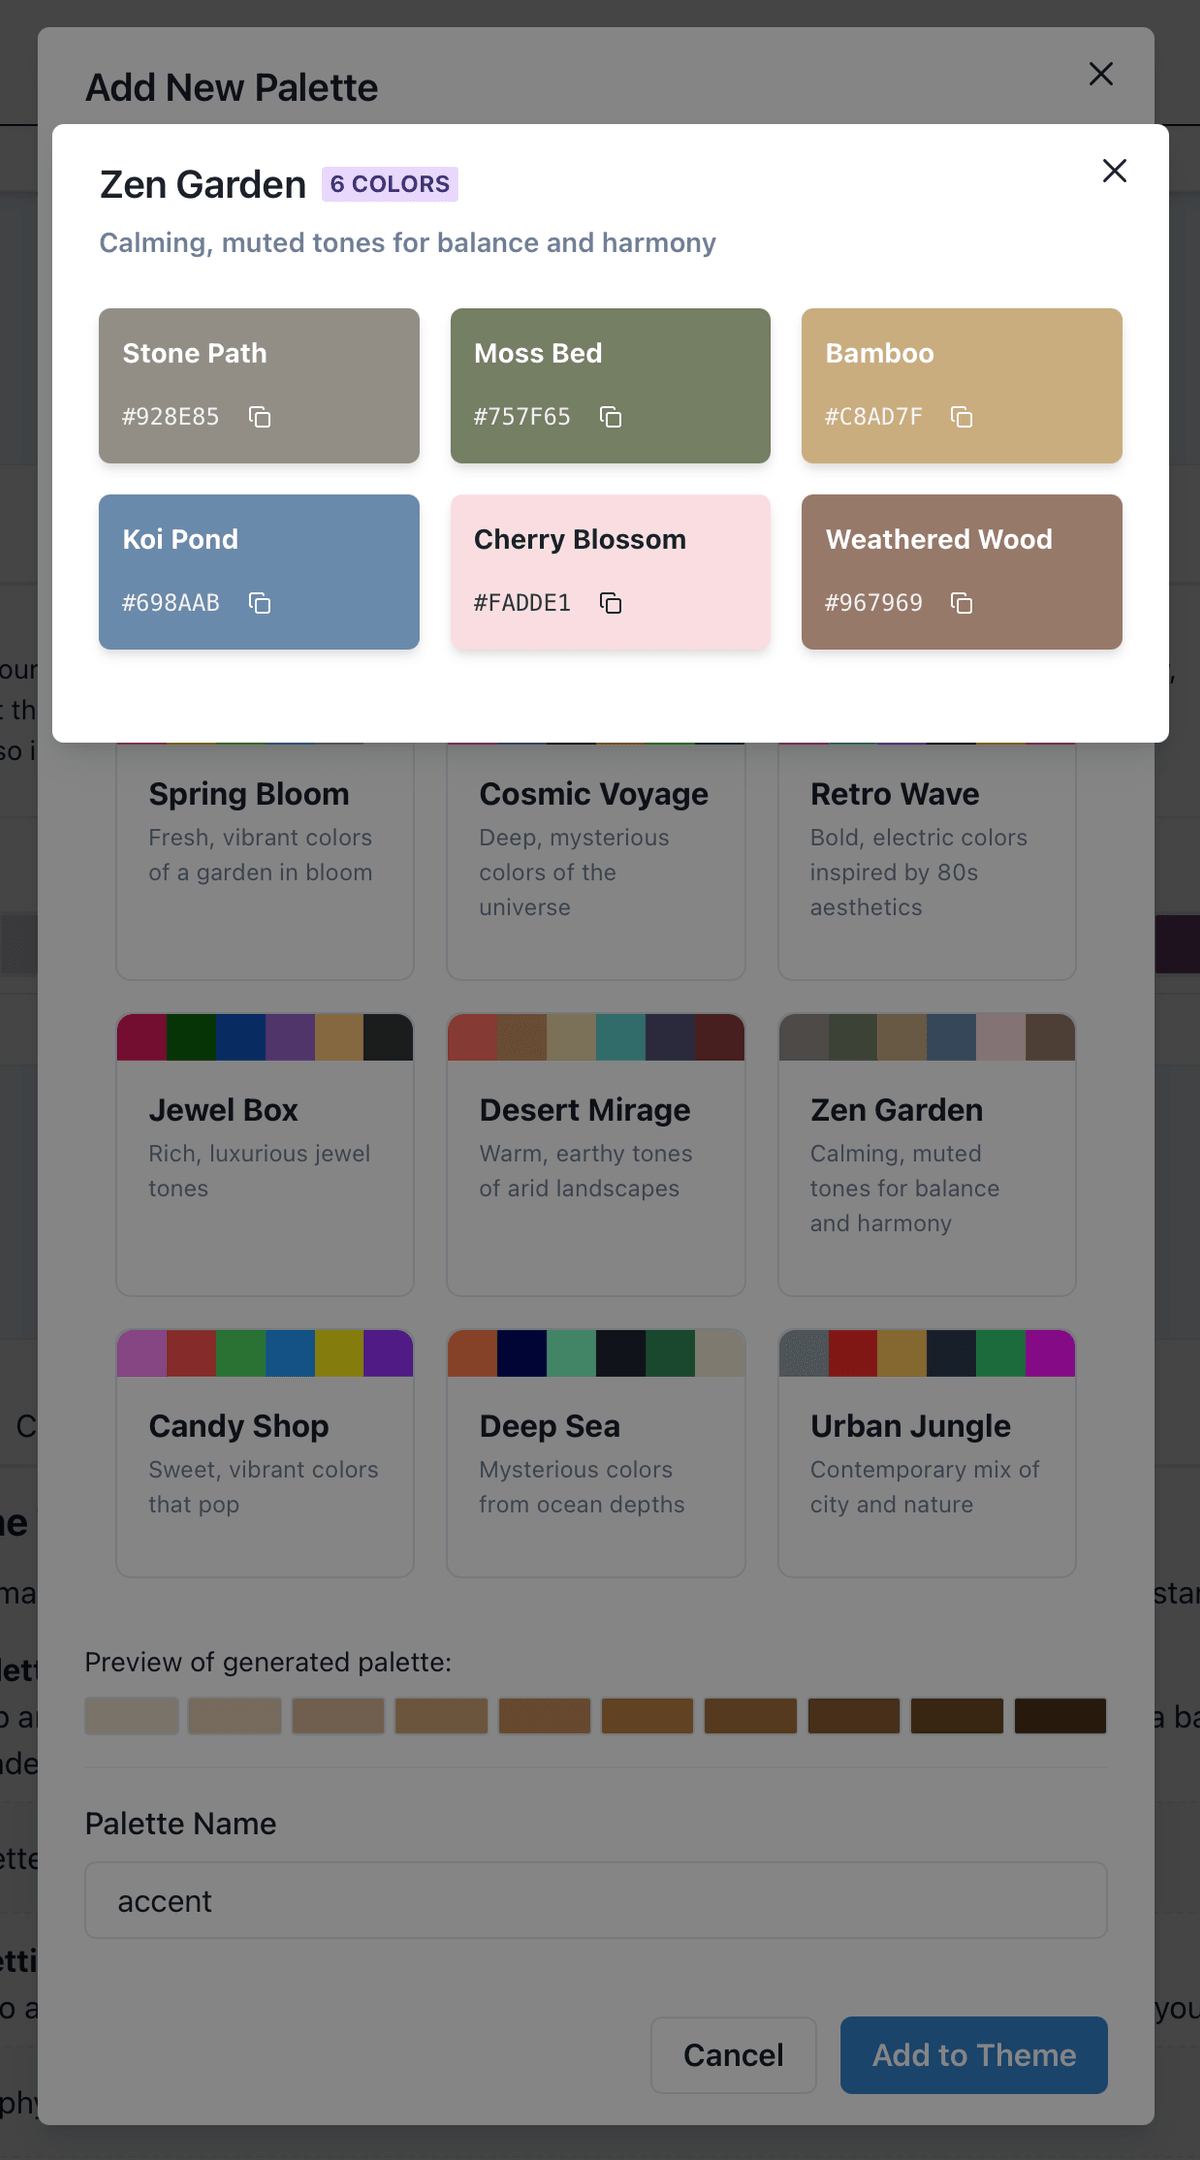 Add New Palette
Zen Garden 6 COLORS
Calming, muted tones for balance and harmony
Stone Path
#928E85
Moss Bed
#757F65
Bamboo
#C8AD7F
Koi Pond
#698AAB
Cherry Blossom
#FADDE1
Weathered Wood
#967969
Spring Bloom
Fresh, vibrant colors
of a garden in bloom
Cosmic Voyage
Deep, mysterious
colors of the
universe
Retro Wave
Bold, electric colors
inspired by 80s
aesthetics
Jewel Box
Rich, luxurious jewel
tones
Desert Mirage
Warm, earthy tones
of arid landscapes
Zen Garden
Calming, muted
tones for balance
and harmony
Candy Shop
Sweet, vibrant colors
that pop
Deep Sea
Mysterious colors
from ocean depths
Urban Jungle
Contemporary mix of
city and nature
Preview of generated palette:
Palette Name
accent
Cancel
Add to Theme